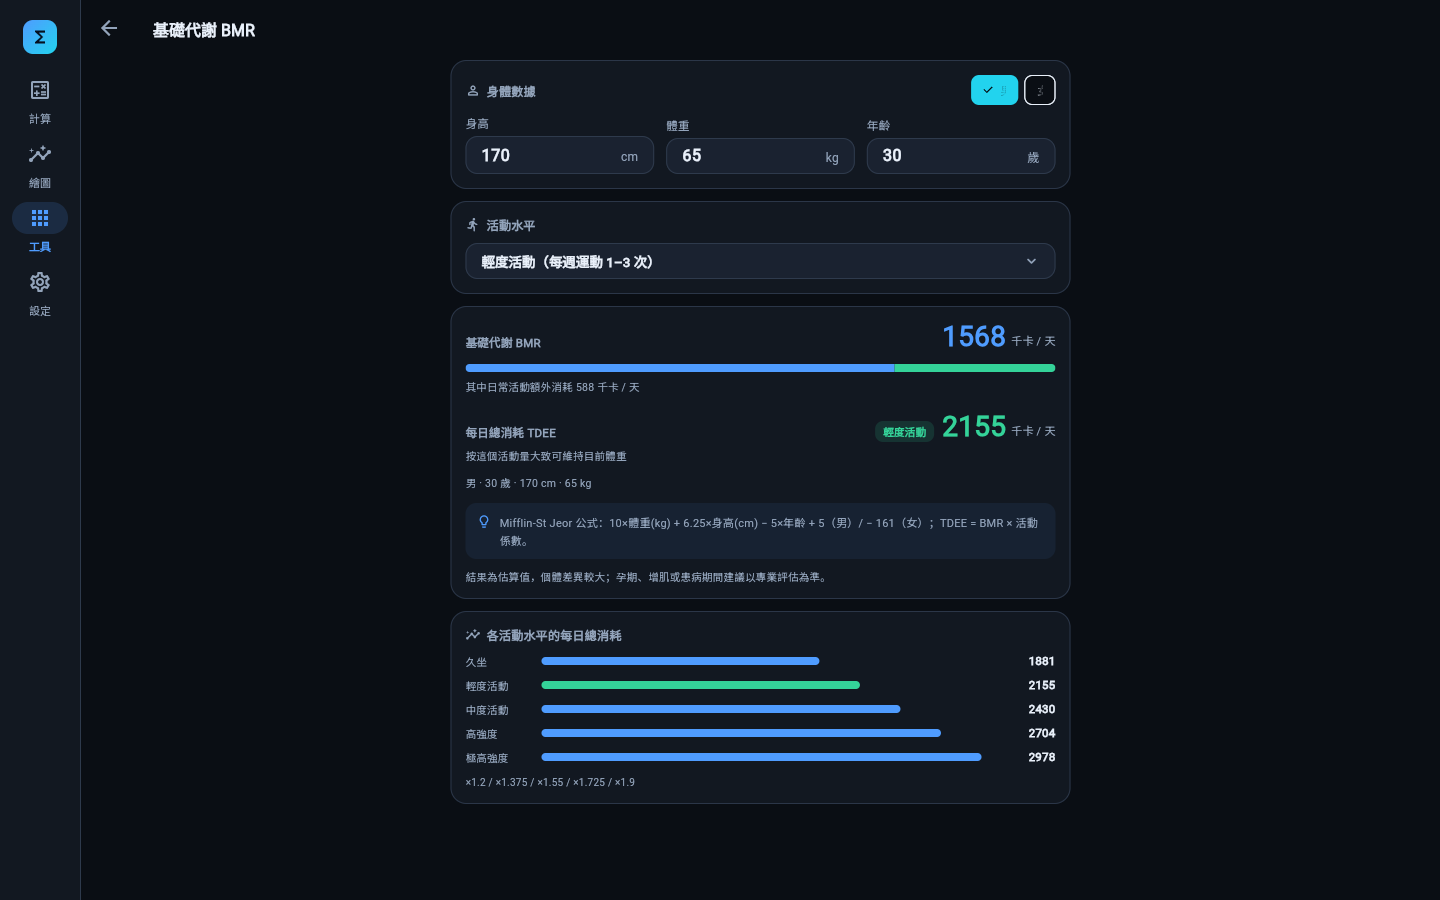 Σ
計算
繪圖
工具
設定
基礎代謝 BMR
身體數據
身高
體重
年齡
170 cm
65 kg
30 歲
活動水平
輕度活動（每週運動 1–3 次）
基礎代謝 BMR
1568 千卡 / 天
其中日常活動額外消耗 588 千卡 / 天
每日總消耗 TDEE
輕度活動 2155 千卡 / 天
按這個活動量大致可維持目前體重
男 · 30 歲 · 170 cm · 65 kg
Mifflin-St Jeor 公式：10×體重(kg) + 6.25×身高(cm) − 5×年齡 + 5（男）/ − 161（女）；TDEE = BMR × 活動
係數。
結果為估算值，個體差異較大；孕期、增肌或患病期間建議以專業評估為準。
各活動水平的每日總消耗
久坐 1881
輕度活動 2155
中度活動 2430
高強度 2704
極高強度 2978
×1.2 / ×1.375 / ×1.55 / ×1.725 / ×1.9